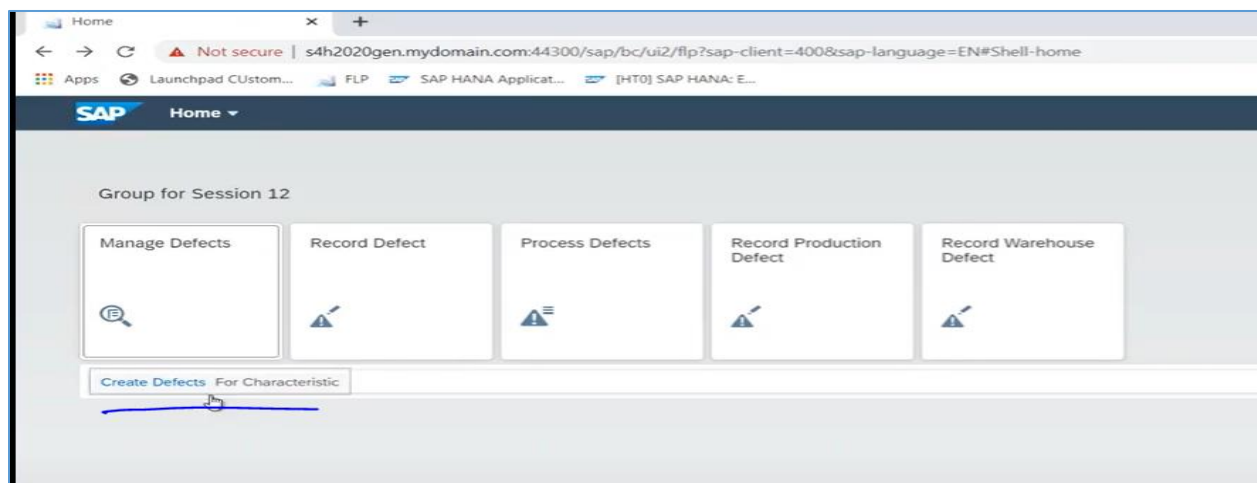 Home
Not secure | s4h2020gen.mydomain.com:44300/sap/bc/ui2/flp?sap-client=400&sap-language=EN#Shell-home
Apps Launchpad CUstom... FLP SAP HANA Applicat... [HT0] SAP HANA: E...
SAP Home
Group for Session 12
Manage Defects
Record Defect
Process Defects
Record Production
Defect
Record Warehouse
Defect
Create Defects For Characteristic